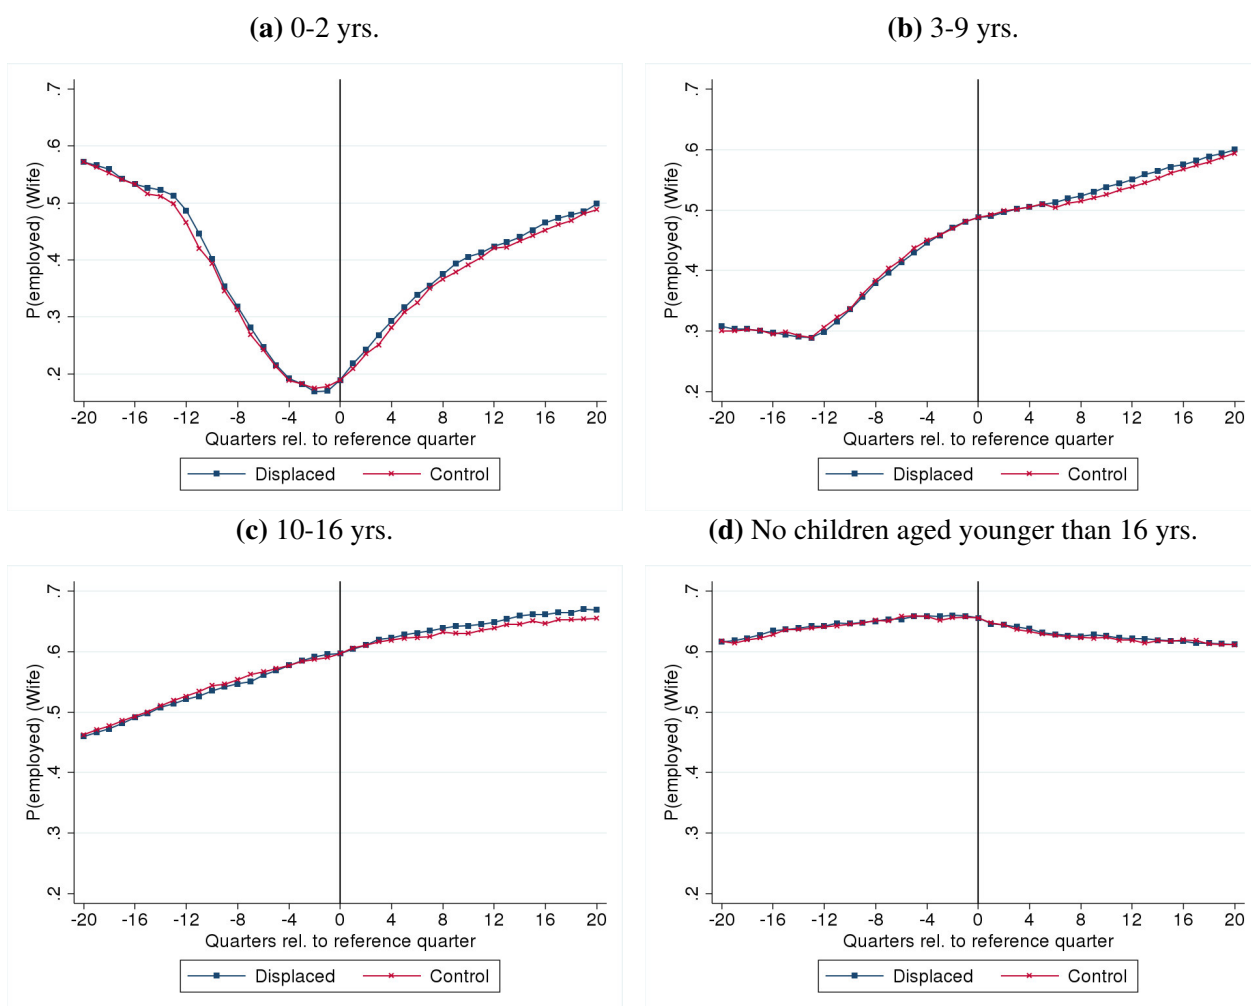 (a) 0-2 yrs.
P(employed) (Wife)
.7
.6
.5
.4
.3
.2
-20 -16 -12 -8 -4 0 4 8 12 16 20
Quarters rel. to reference quarter
Displaced Control
(b) 3-9 yrs.
P(employed) (Wife)
.7
.6
.5
.4
.3
.2
-20 -16 -12 -8 -4 0 4 8 12 16 20
Quarters rel. to reference quarter
Displaced Control
(c) 10-16 yrs.
P(employed) (Wife)
.7
.6
.5
.4
.3
.2
-20 -16 -12 -8 -4 0 4 8 12 16 20
Quarters rel. to reference quarter
Displaced Control
(d) No children aged younger than 16 yrs.
P(employed) (Wife)
.7
.6
.5
.4
.3
.2
-20 -16 -12 -8 -4 0 4 8 12 16 20
Quarters rel. to reference quarter
Displaced Control